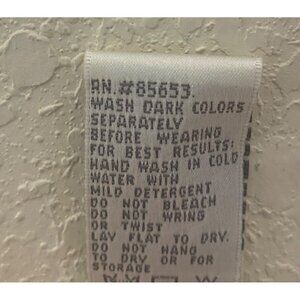 RN.#85653.
WASH DARK COLORS
SEPARATELY
BEFORE WEARING
FOR BEST RESULTS:
HAND WASH IN COLD
WATER WITH
MILD DETERGENT
DO NOT BLEACH
DO NOT WRING
OR TWIST
LAY FLAT TO DRY.
DO NOT HANG
TO DRY OR FOR
STORAGE